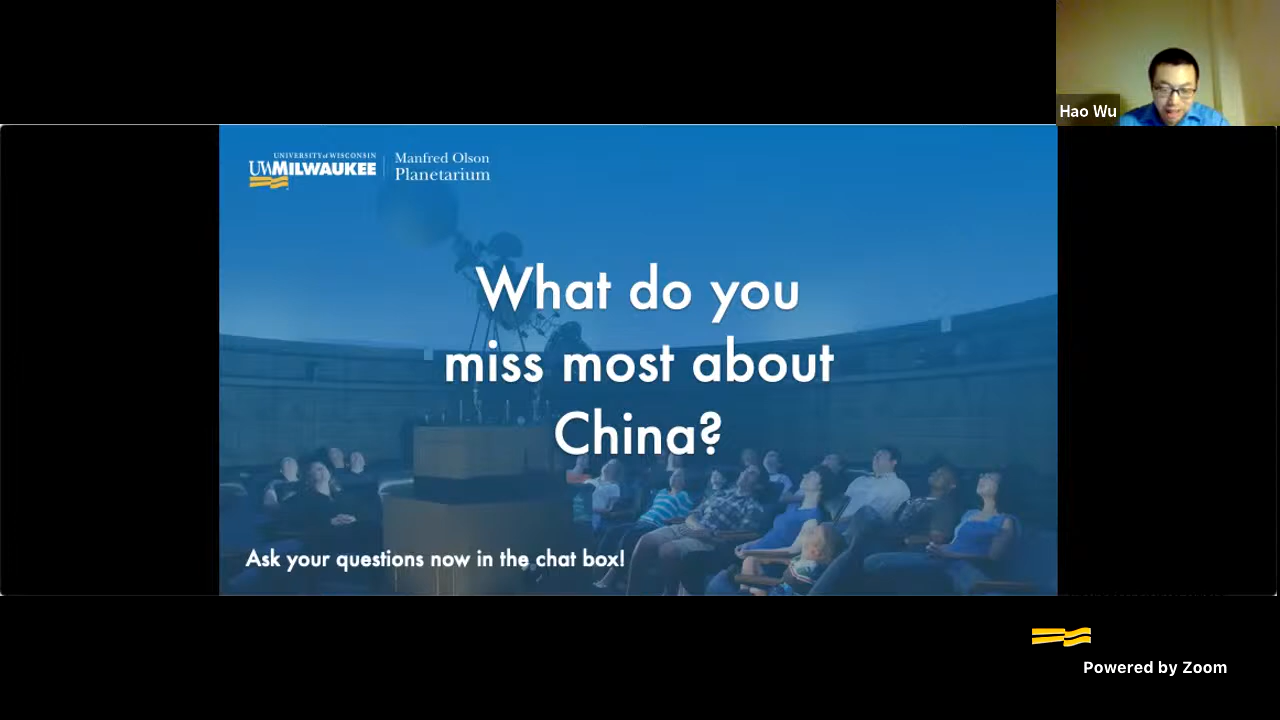 Hao Wu
UNIVERSITY of WISCONSIN
UWMILWAUKEE
Manfred Olson
Planetarium
What do you
miss most about
China?
Ask your questions now in the chat box!
Powered by Zoom